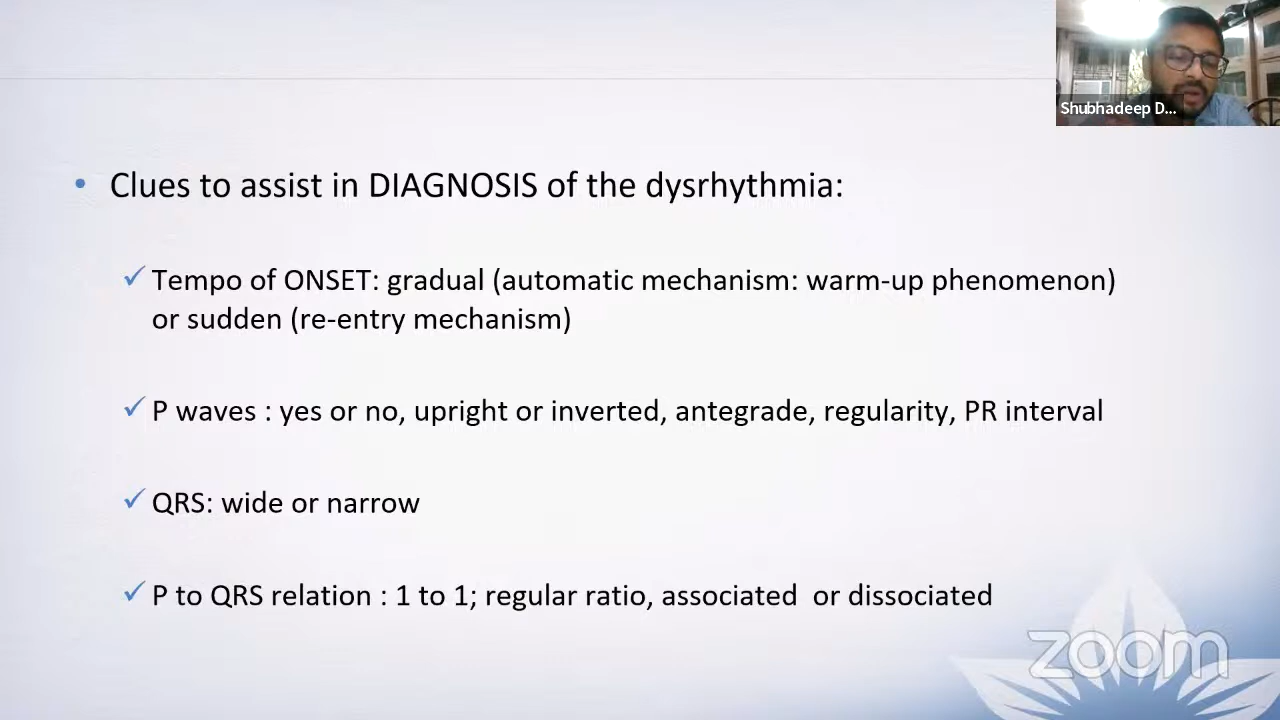 Shubhadeep D...
Clues to assist in DIAGNOSIS of the dysrhythmia:
Tempo of ONSET: gradual (automatic mechanism: warm-up phenomenon)
or sudden (re-entry mechanism)
P waves : yes or no, upright or inverted, antegrade, regularity, PR interval
QRS: wide or narrow
P to QRS relation : 1 to 1; regular ratio, associated or dissociated
zoom